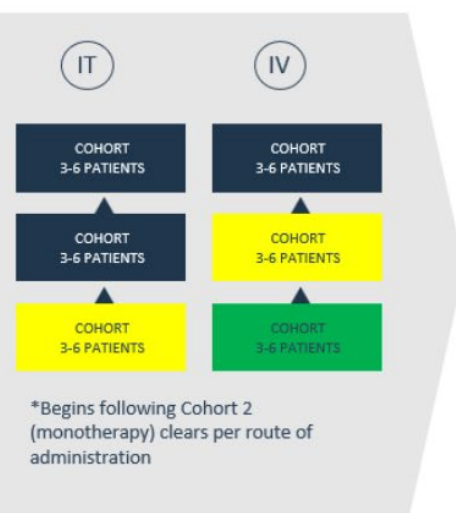 IT IV
COHORT
3-6 PATIENTS
COHORT
3-6 PATIENTS
COHORT
3-6 PATIENTS
COHORT
3-6 PATIENTS
COHORT
3-6 PATIENTS
COHORT
3-6 PATIENTS
*Begins following Cohort 2
(monotherapy) clears per route of
administration